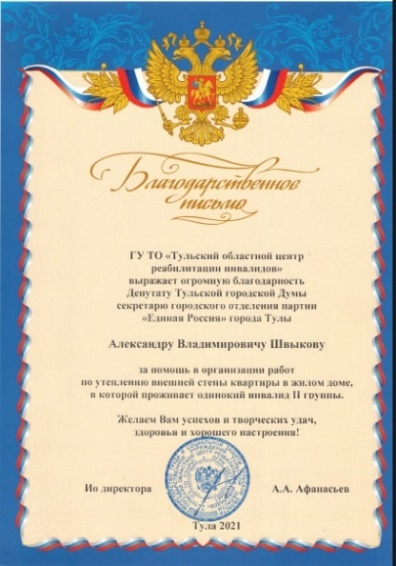 Благодарственное
письмо
ГУ ТО «Тульский областной центр
реабилитации инвалидов»
выражает огромную благодарность
Депутату Тульской городской Думы
секретарю городского отделения партии
«Единая Россия» города Тулы
Александру Владимировичу Швыкову
за помощь в организации работ
по утеплению внешней стены квартиры в жилом доме,
в которой проживает одинокий инвалид II группы.
Желаем Вам успехов и творческих удач,
здоровья и хорошего настроения!
Ио директора А.А. Афанасьев
Тула 2021